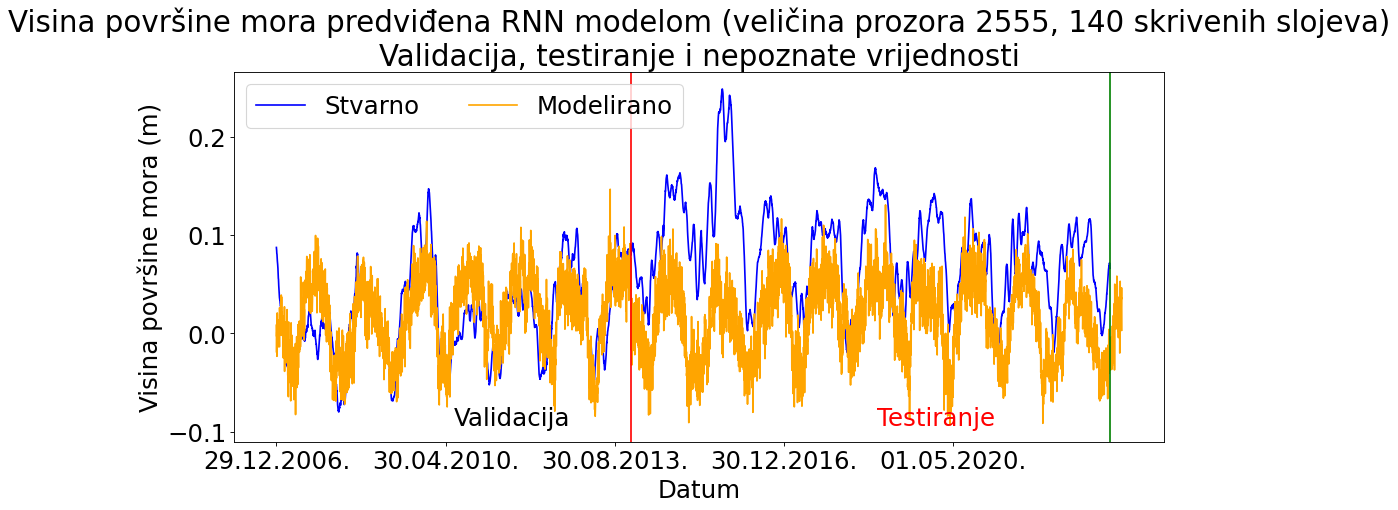 Visina površine mora predviđena RNN modelom (veličina prozora 2555, 140 skrivenih slojeva)
Validacija, testiranje i nepoznate vrijednosti
Stvarno
Modelirano
Visina površine mora (m)
0.2
0.1
0.0
−0.1
Validacija
Testiranje
29.12.2006.
30.04.2010.
30.08.2013.
30.12.2016.
01.05.2020.
Datum